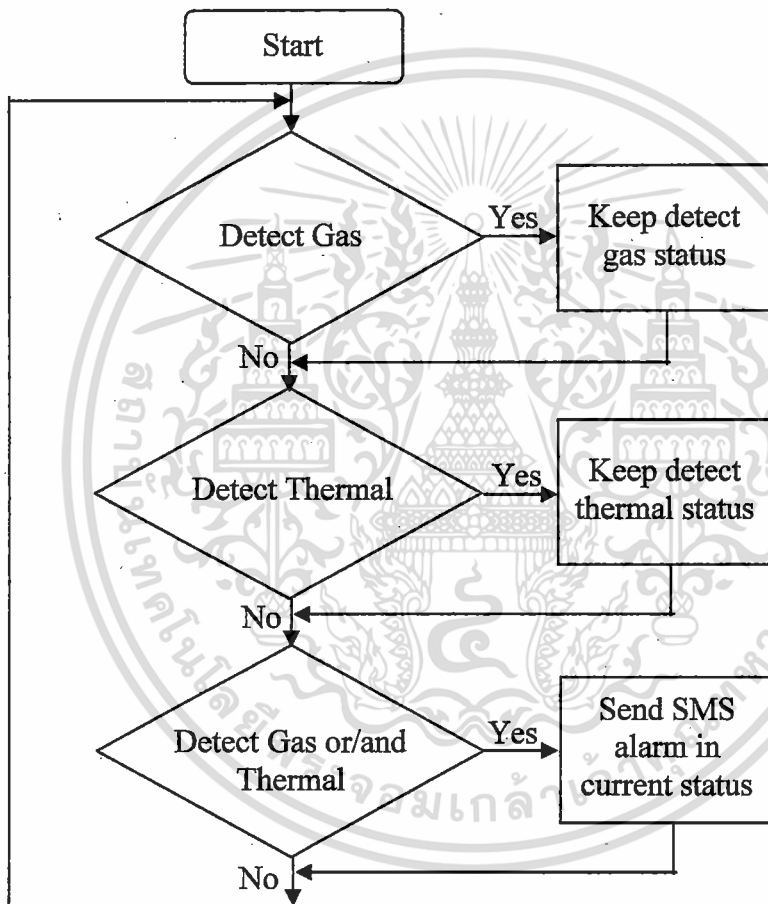 Start
Detect Gas
Yes
Keep detect
gas status
No
Detect Thermal
Yes
Keep detect
thermal status
No
Detect Gas or/and
Thermal
Yes
Send SMS
alarm in
current status
No